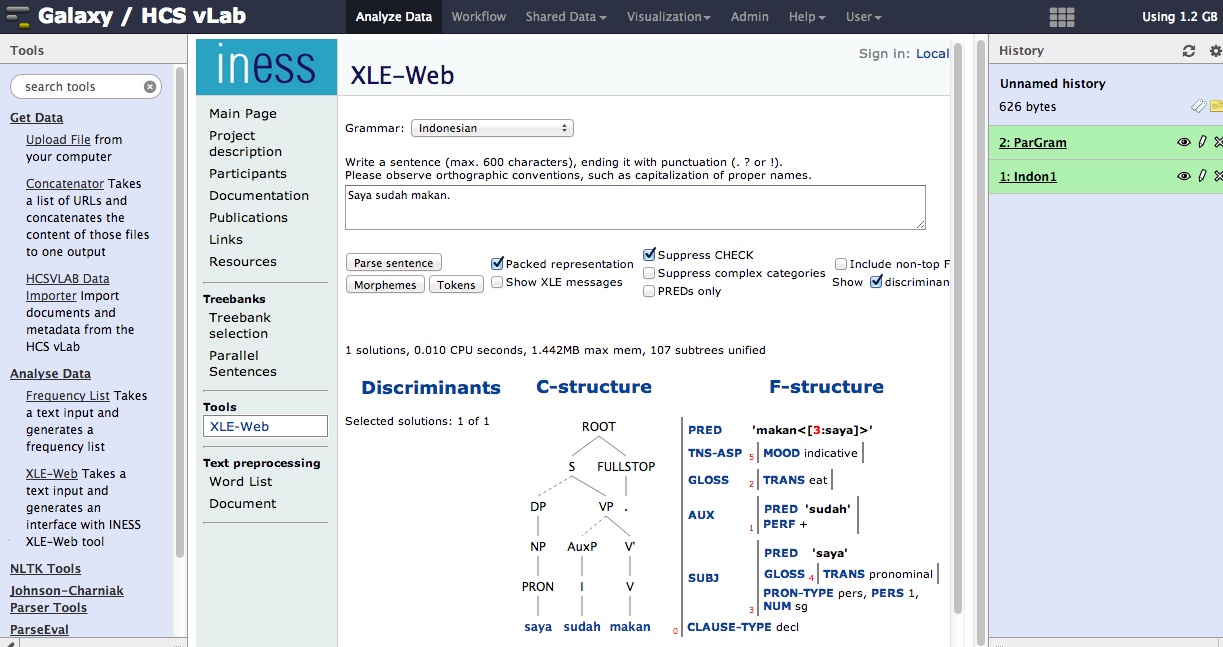 Galaxy / HCS vLab
Analyze Data
Workflow
Shared Data
Visualization
Admin
Help
User
Using 1.2 GB
Tools
search tools
Get Data
Upload File from
your computer
Concatenator Takes
a list of URLs and
concatenates the
content of those files
to one output
HCSVLAB Data
Importer Import
documents and
metadata from the
HCS vLab
Analyse Data
Frequency List Takes
a text input and
generates a
frequency list
XLE-Web Takes a
text input and
generates an
interface with INESS
XLE-Web tool
NLTK Tools
Johnson-Charniak
Parser Tools
ParseEval
iness
Main Page
Project
description
Participants
Documentation
Publications
Links
Resources
Treebanks
Treebank
selection
Parallel
Sentences
Tools
XLE-Web
Text preprocessing
Word List
Document
Sign in: Local
XLE-Web
Grammar: Indonesian
Write a sentence (max. 600 characters), ending it with punctuation (. ? or !).
Please observe orthographic conventions, such as capitalization of proper names.
Saya sudah makan.
Parse sentence
Morphemes Tokens
Packed representation
Show XLE messages
Suppress CHECK
Suppress complex categories
PREDs only
Include non-top F
Show discriminan
1 solutions, 0.010 CPU seconds, 1.442MB max mem, 107 subtrees unified
Discriminants
Selected solutions: 1 of 1
C-structure
ROOT
S FULLSTOP
DP VP .
NP AuxP V'
PRON I V
saya sudah makan
F-structure
PRED 'makan<[3:saya]>'
TNS-ASP 5 MOOD indicative
GLOSS 2 TRANS eat
AUX 1 PRED 'sudah'
PERF +
PRED 'saya'
SUBJ GLOSS 4 TRANS pronominal
PRON-TYPE pers, PERS 1,
3 NUM sg
0 CLAUSE-TYPE decl
History
Unnamed history
626 bytes
2: ParGram
1: Indon1